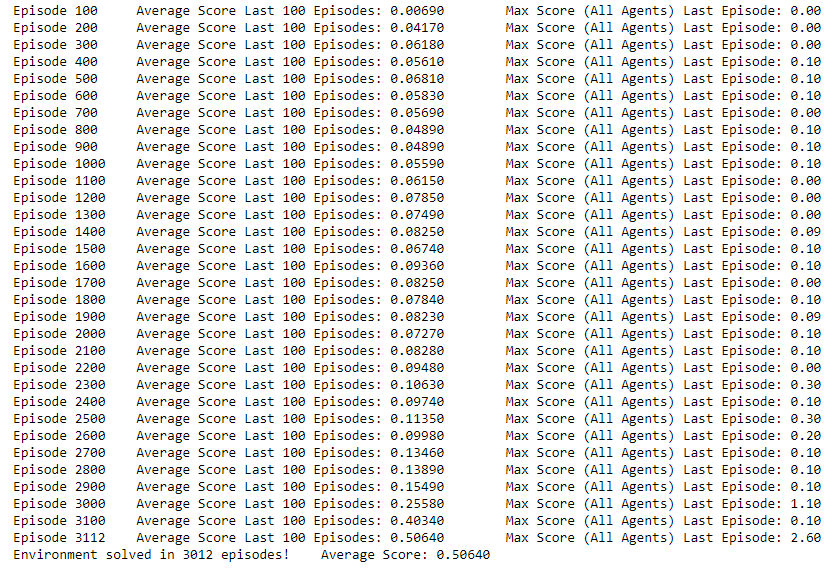 Episode 100	Average Score Last 100 Episodes: 0.00690	Max Score (All Agents) Last Episode: 0.00
Episode 200	Average Score Last 100 Episodes: 0.04170	Max Score (All Agents) Last Episode: 0.00
Episode 300	Average Score Last 100 Episodes: 0.06180	Max Score (All Agents) Last Episode: 0.00
Episode 400	Average Score Last 100 Episodes: 0.05610	Max Score (All Agents) Last Episode: 0.10
Episode 500	Average Score Last 100 Episodes: 0.06810	Max Score (All Agents) Last Episode: 0.10
Episode 600	Average Score Last 100 Episodes: 0.05830	Max Score (All Agents) Last Episode: 0.10
Episode 700	Average Score Last 100 Episodes: 0.05690	Max Score (All Agents) Last Episode: 0.00
Episode 800	Average Score Last 100 Episodes: 0.04890	Max Score (All Agents) Last Episode: 0.10
Episode 900	Average Score Last 100 Episodes: 0.04890	Max Score (All Agents) Last Episode: 0.10
Episode 1000	Average Score Last 100 Episodes: 0.05590	Max Score (All Agents) Last Episode: 0.10
Episode 1100	Average Score Last 100 Episodes: 0.06150	Max Score (All Agents) Last Episode: 0.00
Episode 1200	Average Score Last 100 Episodes: 0.07850	Max Score (All Agents) Last Episode: 0.00
Episode 1300	Average Score Last 100 Episodes: 0.07490	Max Score (All Agents) Last Episode: 0.00
Episode 1400	Average Score Last 100 Episodes: 0.08250	Max Score (All Agents) Last Episode: 0.09
Episode 1500	Average Score Last 100 Episodes: 0.06740	Max Score (All Agents) Last Episode: 0.10
Episode 1600	Average Score Last 100 Episodes: 0.09360	Max Score (All Agents) Last Episode: 0.10
Episode 1700	Average Score Last 100 Episodes: 0.08250	Max Score (All Agents) Last Episode: 0.00
Episode 1800	Average Score Last 100 Episodes: 0.07840	Max Score (All Agents) Last Episode: 0.10
Episode 1900	Average Score Last 100 Episodes: 0.08230	Max Score (All Agents) Last Episode: 0.09
Episode 2000	Average Score Last 100 Episodes: 0.07270	Max Score (All Agents) Last Episode: 0.10
Episode 2100	Average Score Last 100 Episodes: 0.08280	Max Score (All Agents) Last Episode: 0.10
Episode 2200	Average Score Last 100 Episodes: 0.09480	Max Score (All Agents) Last Episode: 0.00
Episode 2300	Average Score Last 100 Episodes: 0.10630	Max Score (All Agents) Last Episode: 0.30
Episode 2400	Average Score Last 100 Episodes: 0.09740	Max Score (All Agents) Last Episode: 0.10
Episode 2500	Average Score Last 100 Episodes: 0.11350	Max Score (All Agents) Last Episode: 0.30
Episode 2600	Average Score Last 100 Episodes: 0.09980	Max Score (All Agents) Last Episode: 0.20
Episode 2700	Average Score Last 100 Episodes: 0.13460	Max Score (All Agents) Last Episode: 0.10
Episode 2800	Average Score Last 100 Episodes: 0.13890	Max Score (All Agents) Last Episode: 0.10
Episode 2900	Average Score Last 100 Episodes: 0.15490	Max Score (All Agents) Last Episode: 0.10
Episode 3000	Average Score Last 100 Episodes: 0.25580	Max Score (All Agents) Last Episode: 1.10
Episode 3100	Average Score Last 100 Episodes: 0.40340	Max Score (All Agents) Last Episode: 0.10
Episode 3112	Average Score Last 100 Episodes: 0.50640	Max Score (All Agents) Last Episode: 2.60
Environment solved in 3012 episodes!	Average Score: 0.50640